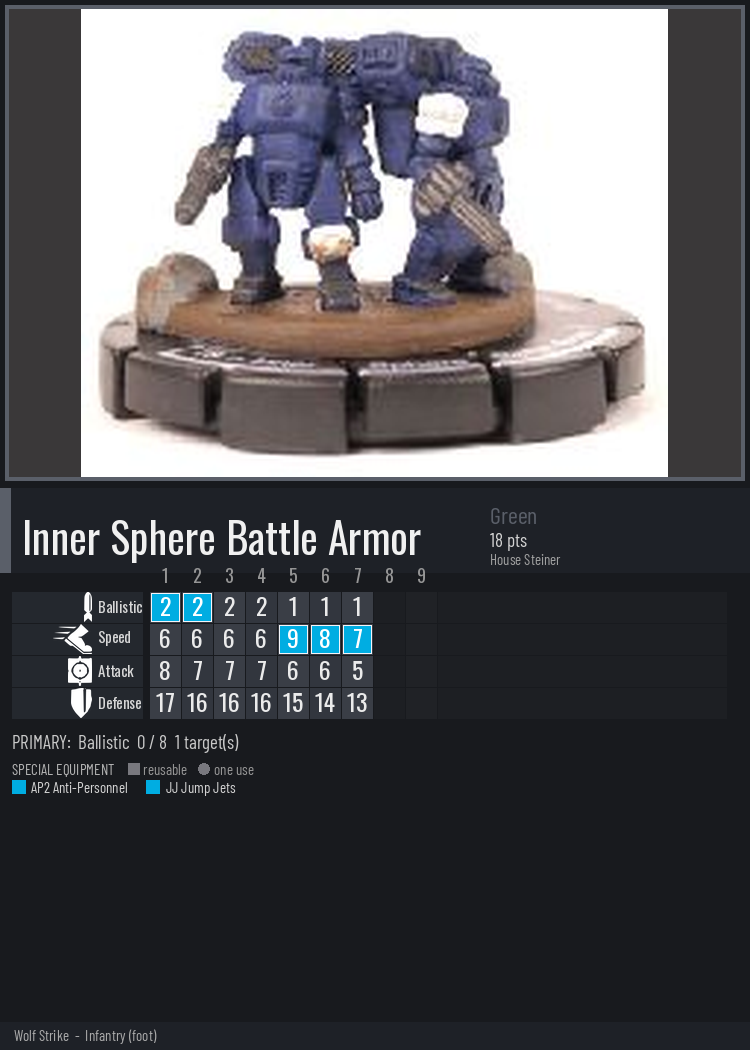 Inner Sphere Battle Armor
Green
18 pts
House Steiner
1 2 3 4 5 6 7 8 9
Ballistic 2 2 2 2 1 1 1
Speed 6 6 6 6 9 8 7
Attack 8 7 7 7 6 6 5
Defense 17 16 16 16 15 14 13
PRIMARY: Ballistic 0 / 8 1 target(s)
SPECIAL EQUIPMENT reusable one use
AP2 Anti-Personnel JJ Jump Jets
Wolf Strike - Infantry (foot)